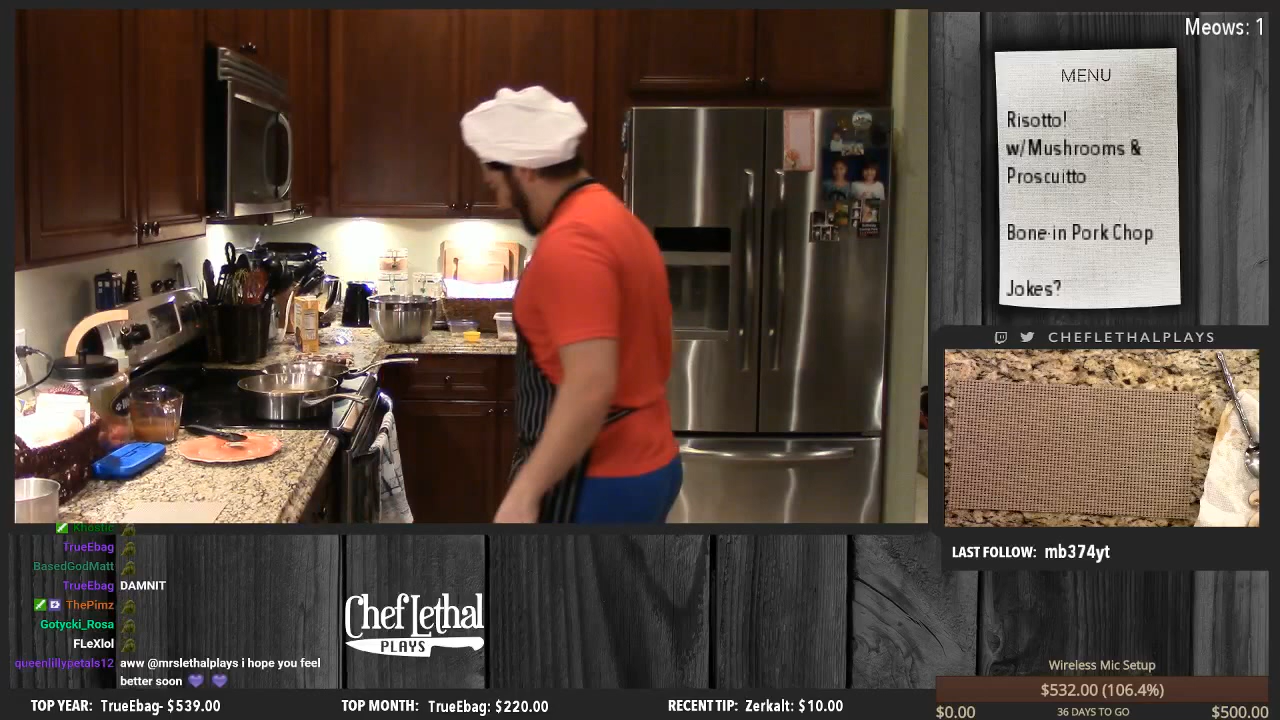 Meows: 1
MENU
Risotto!
w/Mushrooms &
Proscuitto
Bone-in Pork Chop
Jokes?
CHEFLETHALPLAYS
LAST FOLLOW: mb374yt
Khostic
TrueEbag
BasedGodMatt
TrueEbag DAMNIT
ThePimz
Gotycki_Rosa
FLeXlol
queenlillypetals12 aww @mrslethalplays i hope you feel
better soon
Chef Lethal
PLAYS
Wireless Mic Setup
$532.00 (106.4%)
$0.00 36 DAYS TO GO $500.00
TOP YEAR: TrueEbag- $539.00 TOP MONTH: TrueEbag: $220.00 RECENT TIP: Zerkalt: $10.00